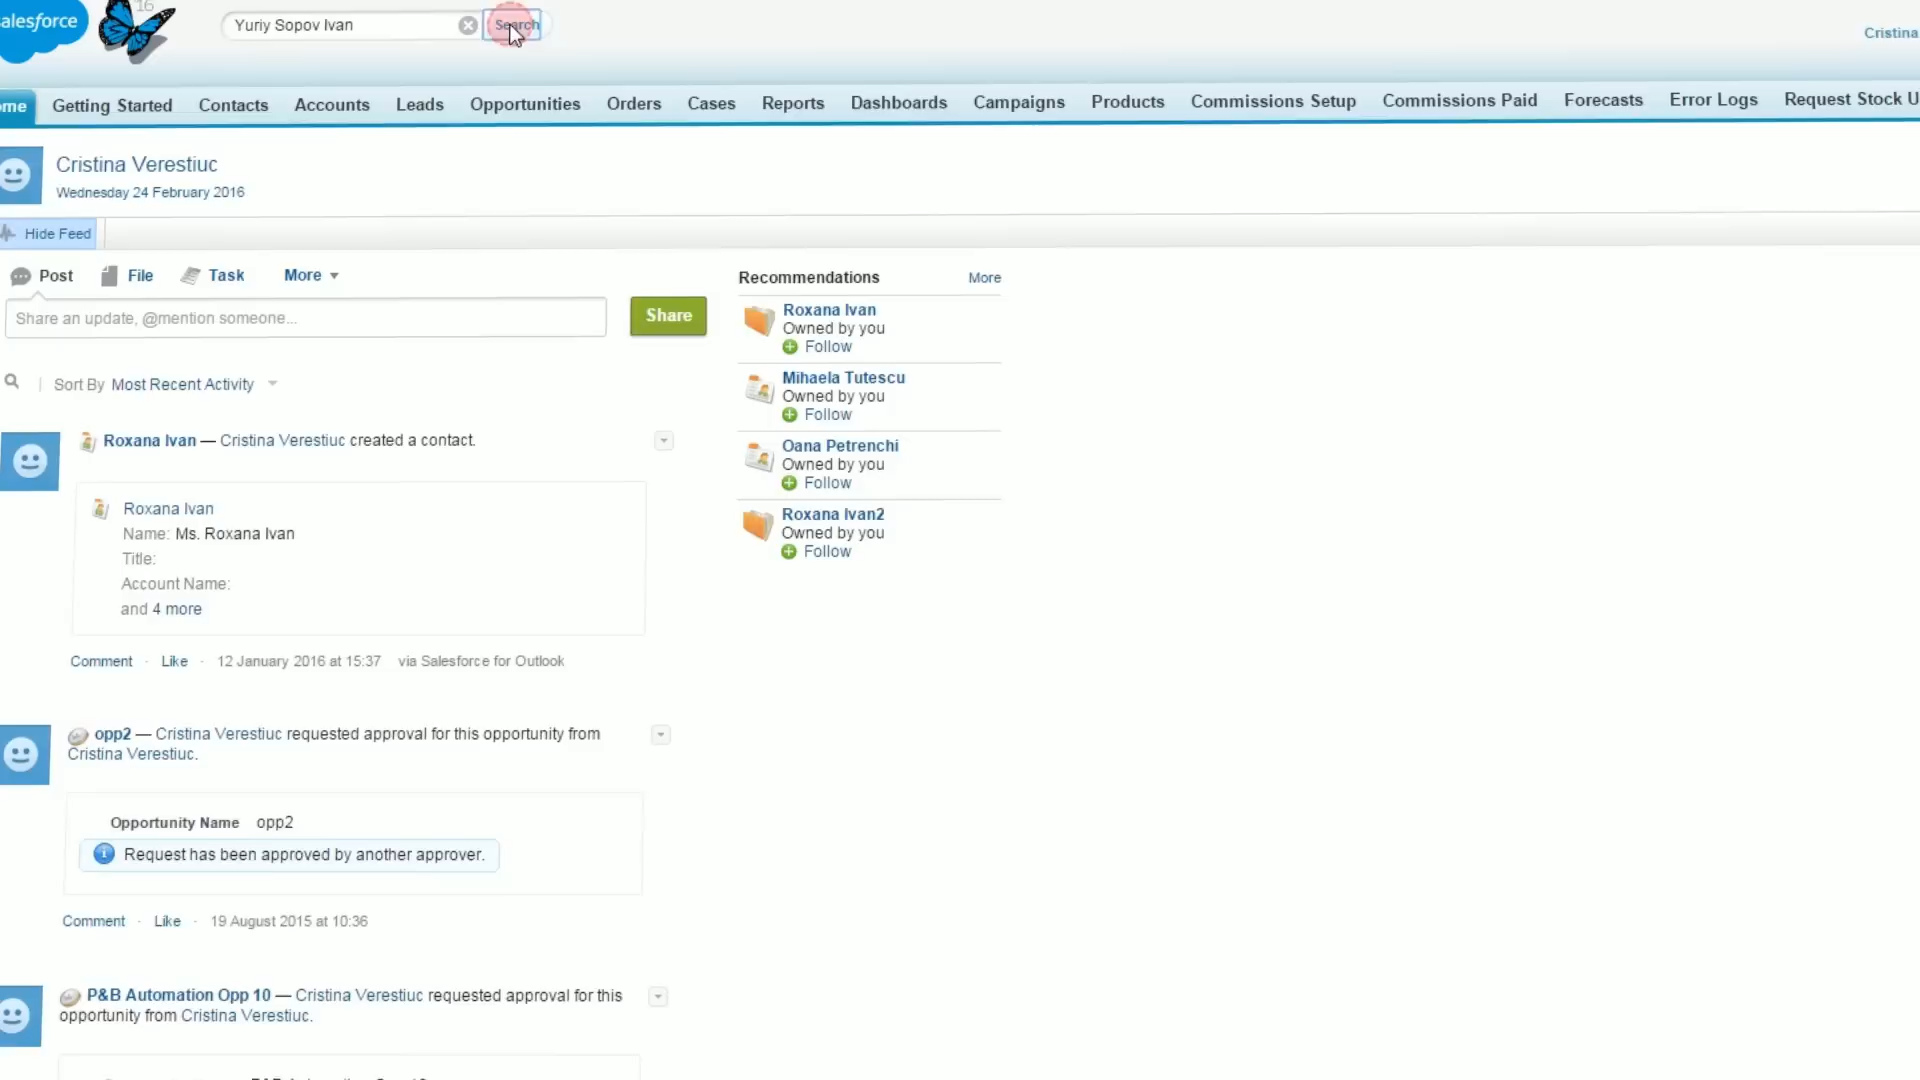 salesforce
16
Yuriy Sopov Ivan
Search
Cristina
Getting Started Contacts Accounts Leads Opportunities Orders Cases Reports Dashboards Campaigns Products Commissions Setup Commissions Paid Forecasts Error Logs Request Stock U
Cristina Verestiuc
Wednesday 24 February 2016
Hide Feed
Post File Task More
Share an update, @mention someone...
Share
Sort By Most Recent Activity
Roxana Ivan — Cristina Verestiuc created a contact.
Roxana Ivan
Name: Ms. Roxana Ivan
Title:
Account Name:
and 4 more
Comment · Like · 12 January 2016 at 15:37 via Salesforce for Outlook
opp2 — Cristina Verestiuc requested approval for this opportunity from
Cristina Verestiuc.
Opportunity Name opp2
Request has been approved by another approver.
Comment · Like · 19 August 2015 at 10:36
P&B Automation Opp 10 — Cristina Verestiuc requested approval for this
opportunity from Cristina Verestiuc.
Recommendations More
Roxana Ivan
Owned by you
Follow
Mihaela Tutescu
Owned by you
Follow
Oana Petrenchi
Owned by you
Follow
Roxana Ivan2
Owned by you
Follow